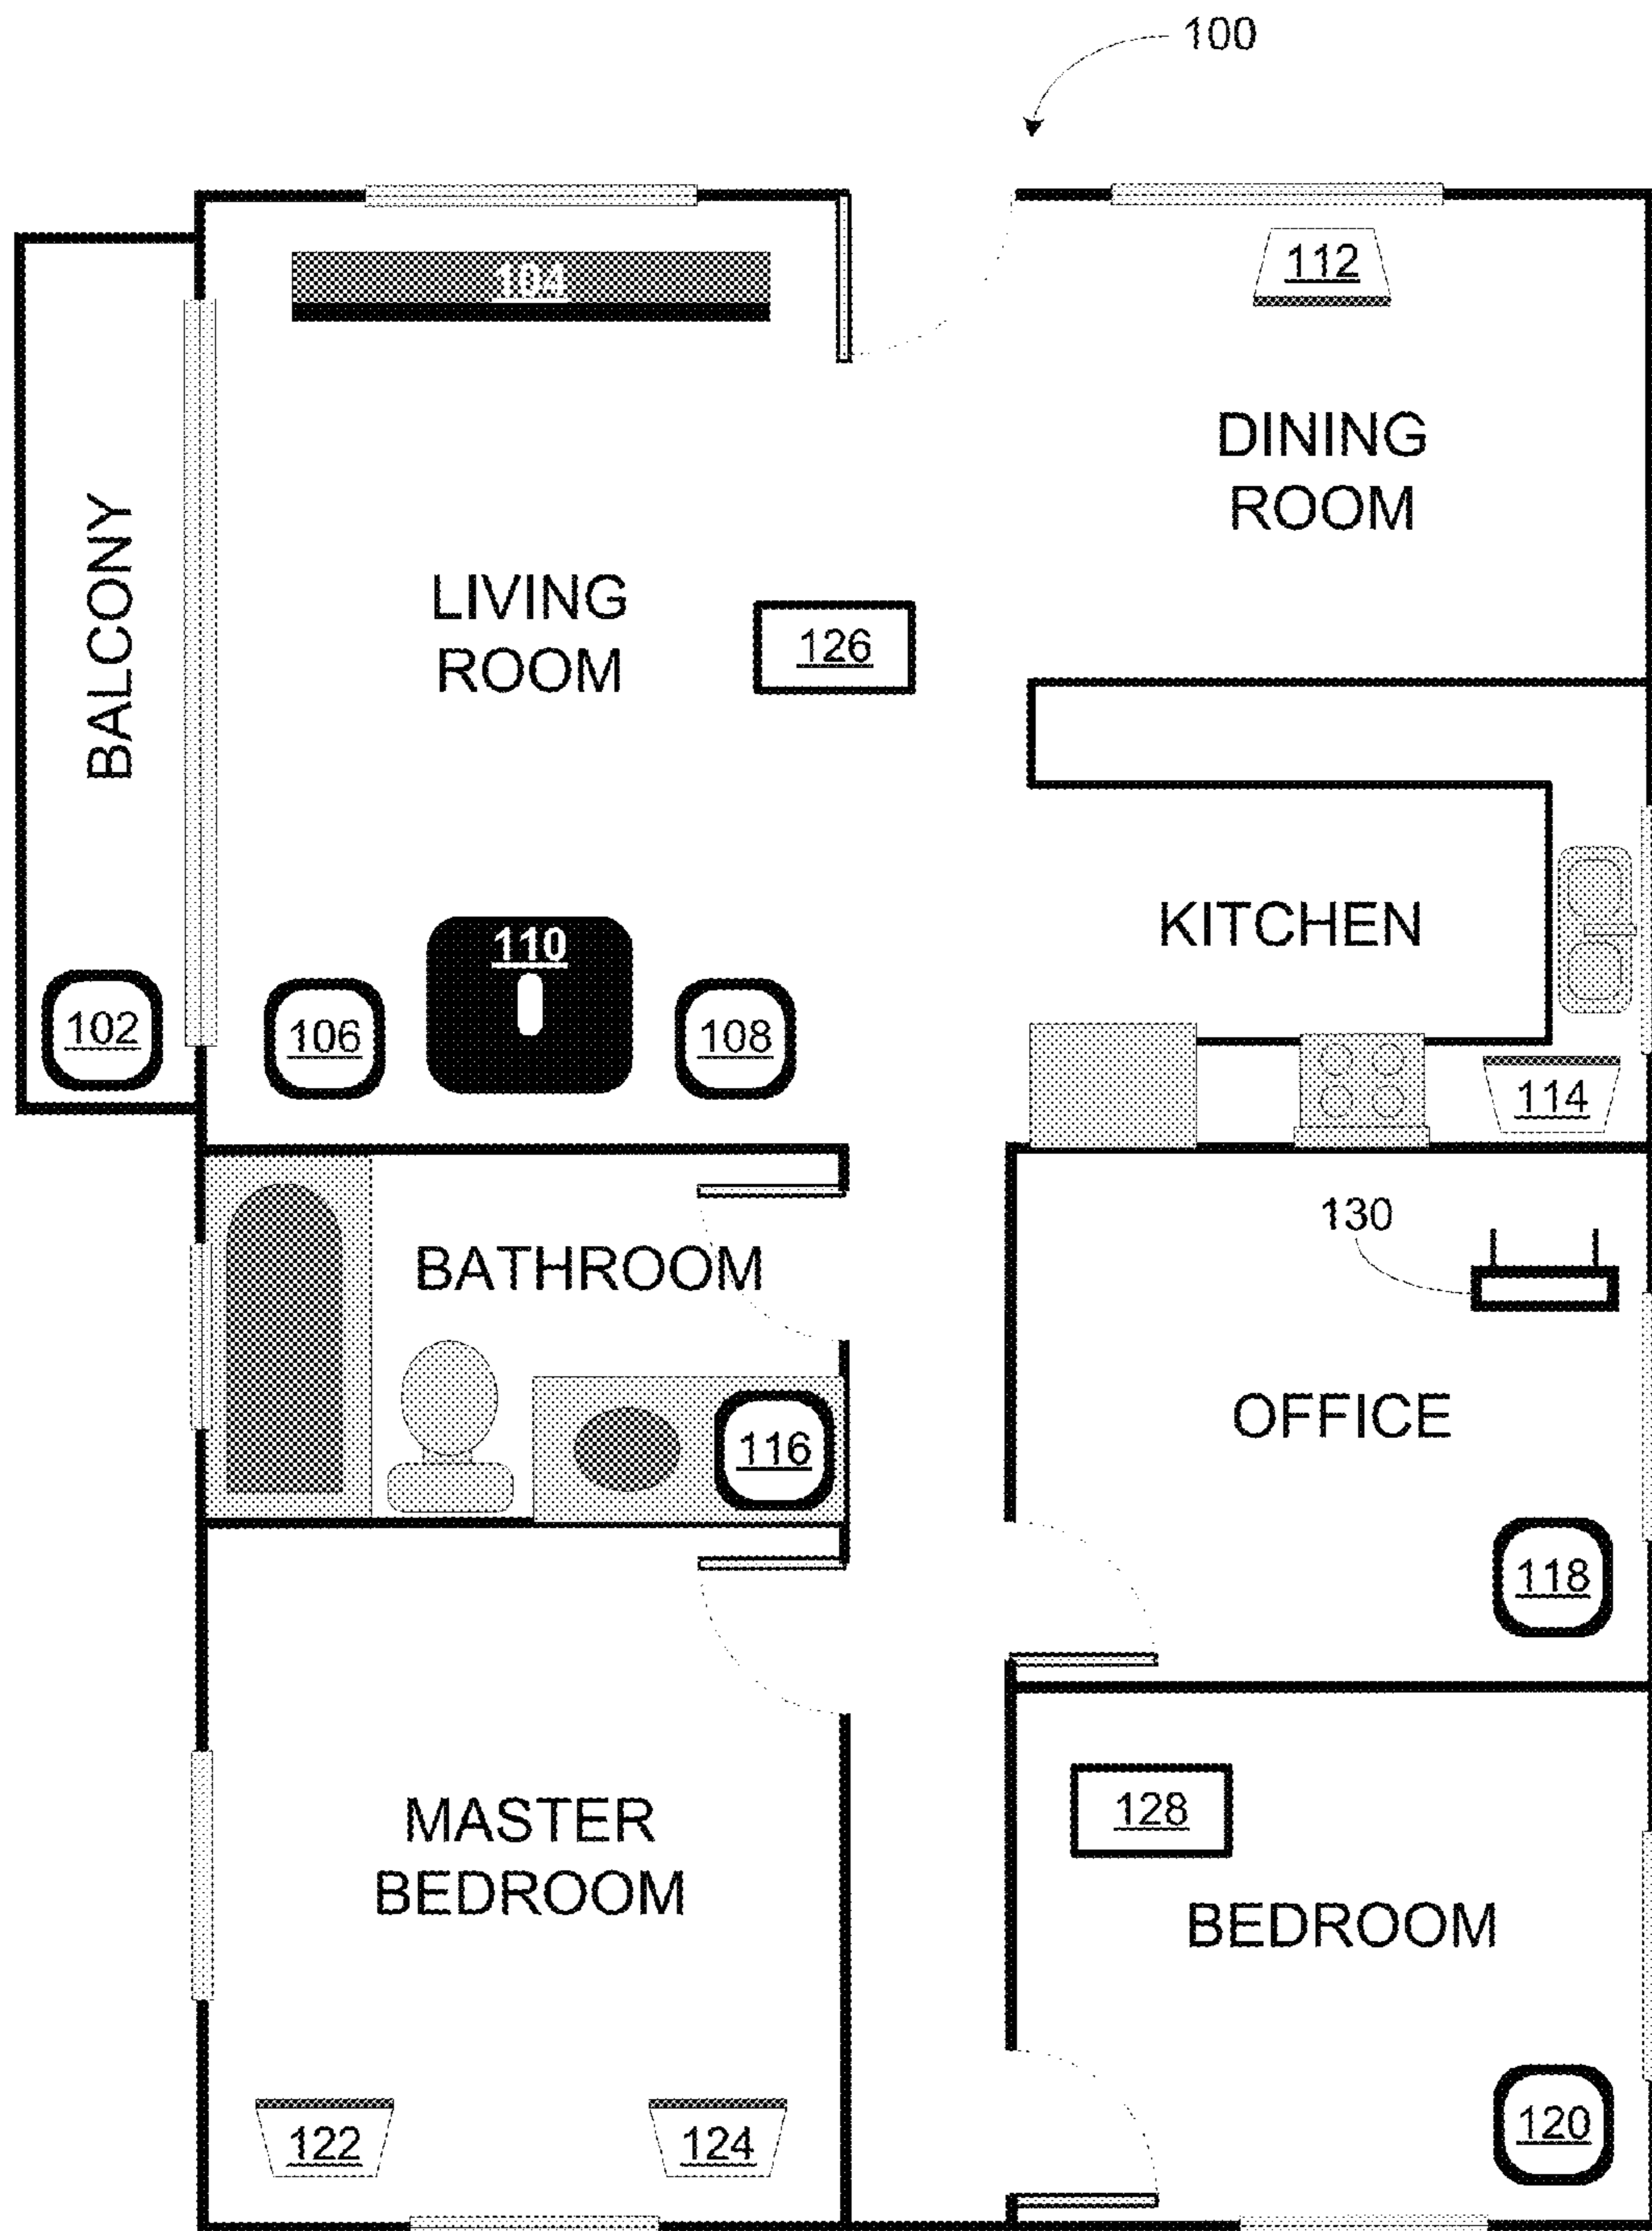 100
104
112
DINING
ROOM
BALCONY
LIVING
ROOM
126
KITCHEN
110
102
106
108
114
130
BATHROOM
OFFICE
116
118
MASTER
BEDROOM
128
BEDROOM
122
124
120